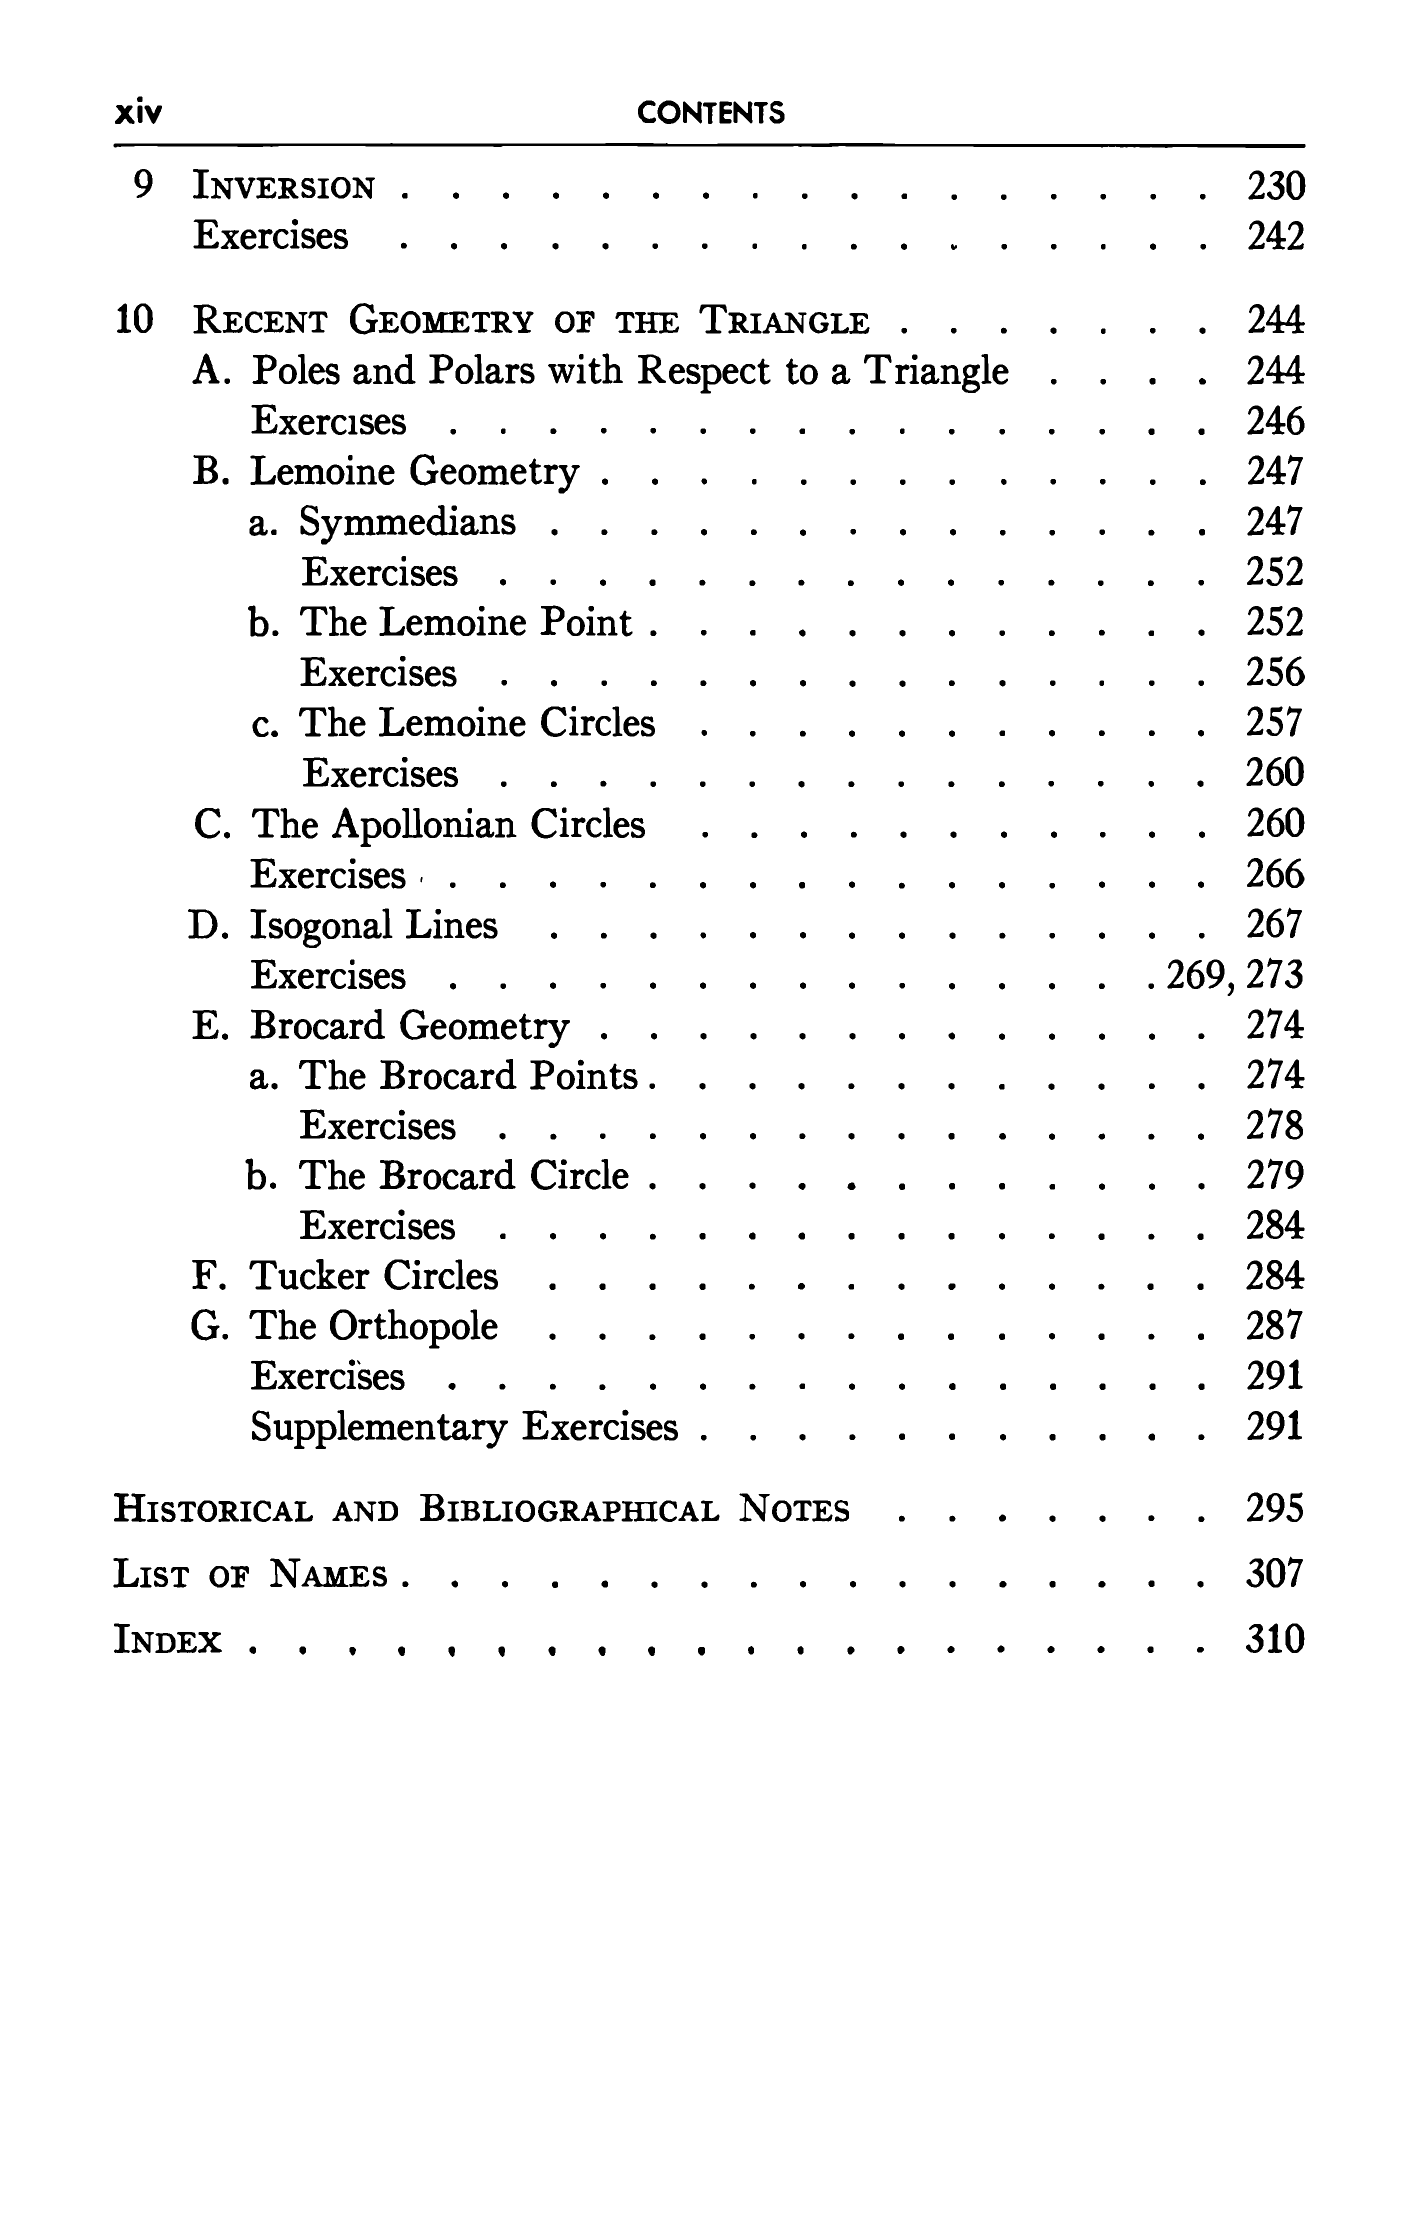 xiv CONTENTS
9 INVERSION . . . . . . . . . . . . . . . . . 230
Exercises . . . . . . . . . . . . . . . . . 242
10 RECENT GEOMETRY OF THE TRIANGLE . . . . . . . 244
A. Poles and Polars with Respect to a Triangle . . . . 244
Exercises . . . . . . . . . . . . . . . . 246
B. Lemoine Geometry . . . . . . . . . . . . . 247
a. Symmedians . . . . . . . . . . . . . . 247
Exercises . . . . . . . . . . . . . . . 252
b. The Lemoine Point . . . . . . . . . . . . 252
Exercises . . . . . . . . . . . . . . . 256
c. The Lemoine Circles . . . . . . . . . . . 257
Exercises . . . . . . . . . . . . . . . 260
C. The Apollonian Circles . . . . . . . . . . . 260
Exercises . . . . . . . . . . . . . . . . 266
D. Isogonal Lines . . . . . . . . . . . . . . 267
Exercises . . . . . . . . . . . . . . . 269, 273
E. Brocard Geometry . . . . . . . . . . . . . 274
a. The Brocard Points . . . . . . . . . . . . 274
Exercises . . . . . . . . . . . . . . . 278
b. The Brocard Circle . . . . . . . . . . . . 279
Exercises . . . . . . . . . . . . . . . 284
F. Tucker Circles . . . . . . . . . . . . . . 284
G. The Orthopole . . . . . . . . . . . . . . 287
Exercises . . . . . . . . . . . . . . . . 291
Supplementary Exercises . . . . . . . . . . . 291
HISTORICAL AND BIBLIOGRAPHICAL NOTES . . . . . . . 295
LIST OF NAMES . . . . . . . . . . . . . . . . . 307
INDEX . . . . . . . . . . . . . . . . . . . . 310